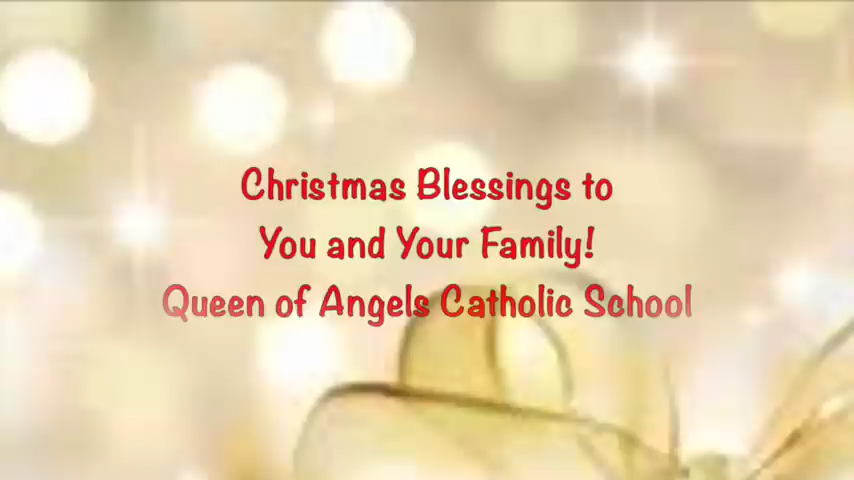 Christmas Blessings to
You and Your Family!
Queen of Angels Catholic School